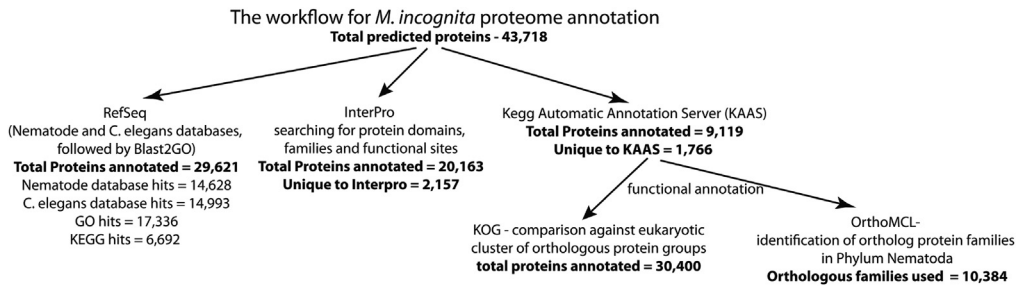 The workflow for M. incognita proteome annotation
Total predicted proteins - 43,718
RefSeq
(Nematode and C. elegans databases,
followed by Blast2GO)
Total Proteins annotated = 29,621
Nematode database hits = 14,628
C. elegans database hits = 14,993
GO hits = 17,336
KEGG hits = 6,692
InterPro
searching for protein domains,
families and functional sites
Total Proteins annotated = 20,163
Unique to Interpro = 2,157
Kegg Automatic Annotation Server (KAAS)
Total Proteins annotated = 9,119
Unique to KAAS = 1,766
functional annotation
KOG - comparison against eukaryotic
cluster of orthologous protein groups
total proteins annotated = 30,400
OrthoMCL-
identification of ortholog protein families
in Phylum Nematoda
Orthologous families used = 10,384